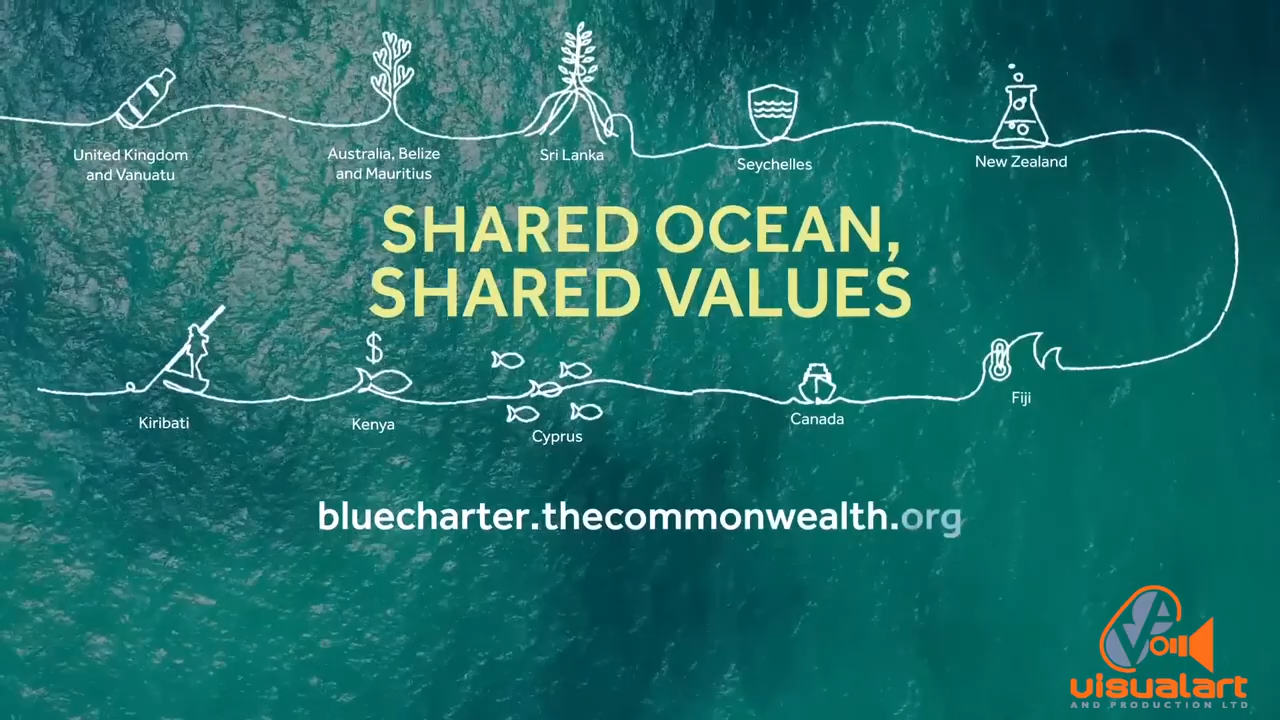 United Kingdom
and Vanuatu
Australia, Belize
and Mauritius
Sri Lanka
Seychelles
New Zealand
SHARED OCEAN,
SHARED VALUES
$
Kiribati
Kenya
Cyprus
Canada
Fiji
bluecharter.thecommonwealth.org
VA
visualart
AND PRODUCTION LTD